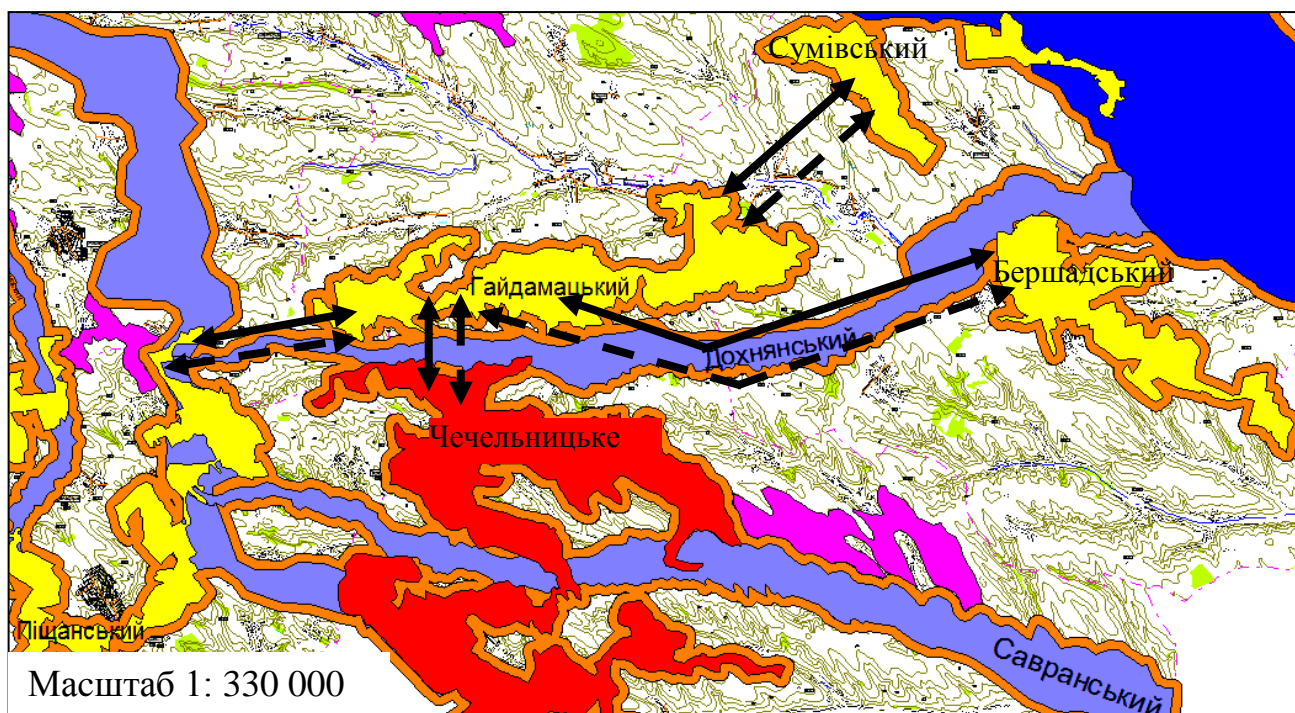 Сумівський
Бершадський
Гайдамацький
Дохнянський
Чечельницьке
Піщанський
Савранський
Масштаб 1: 330 000